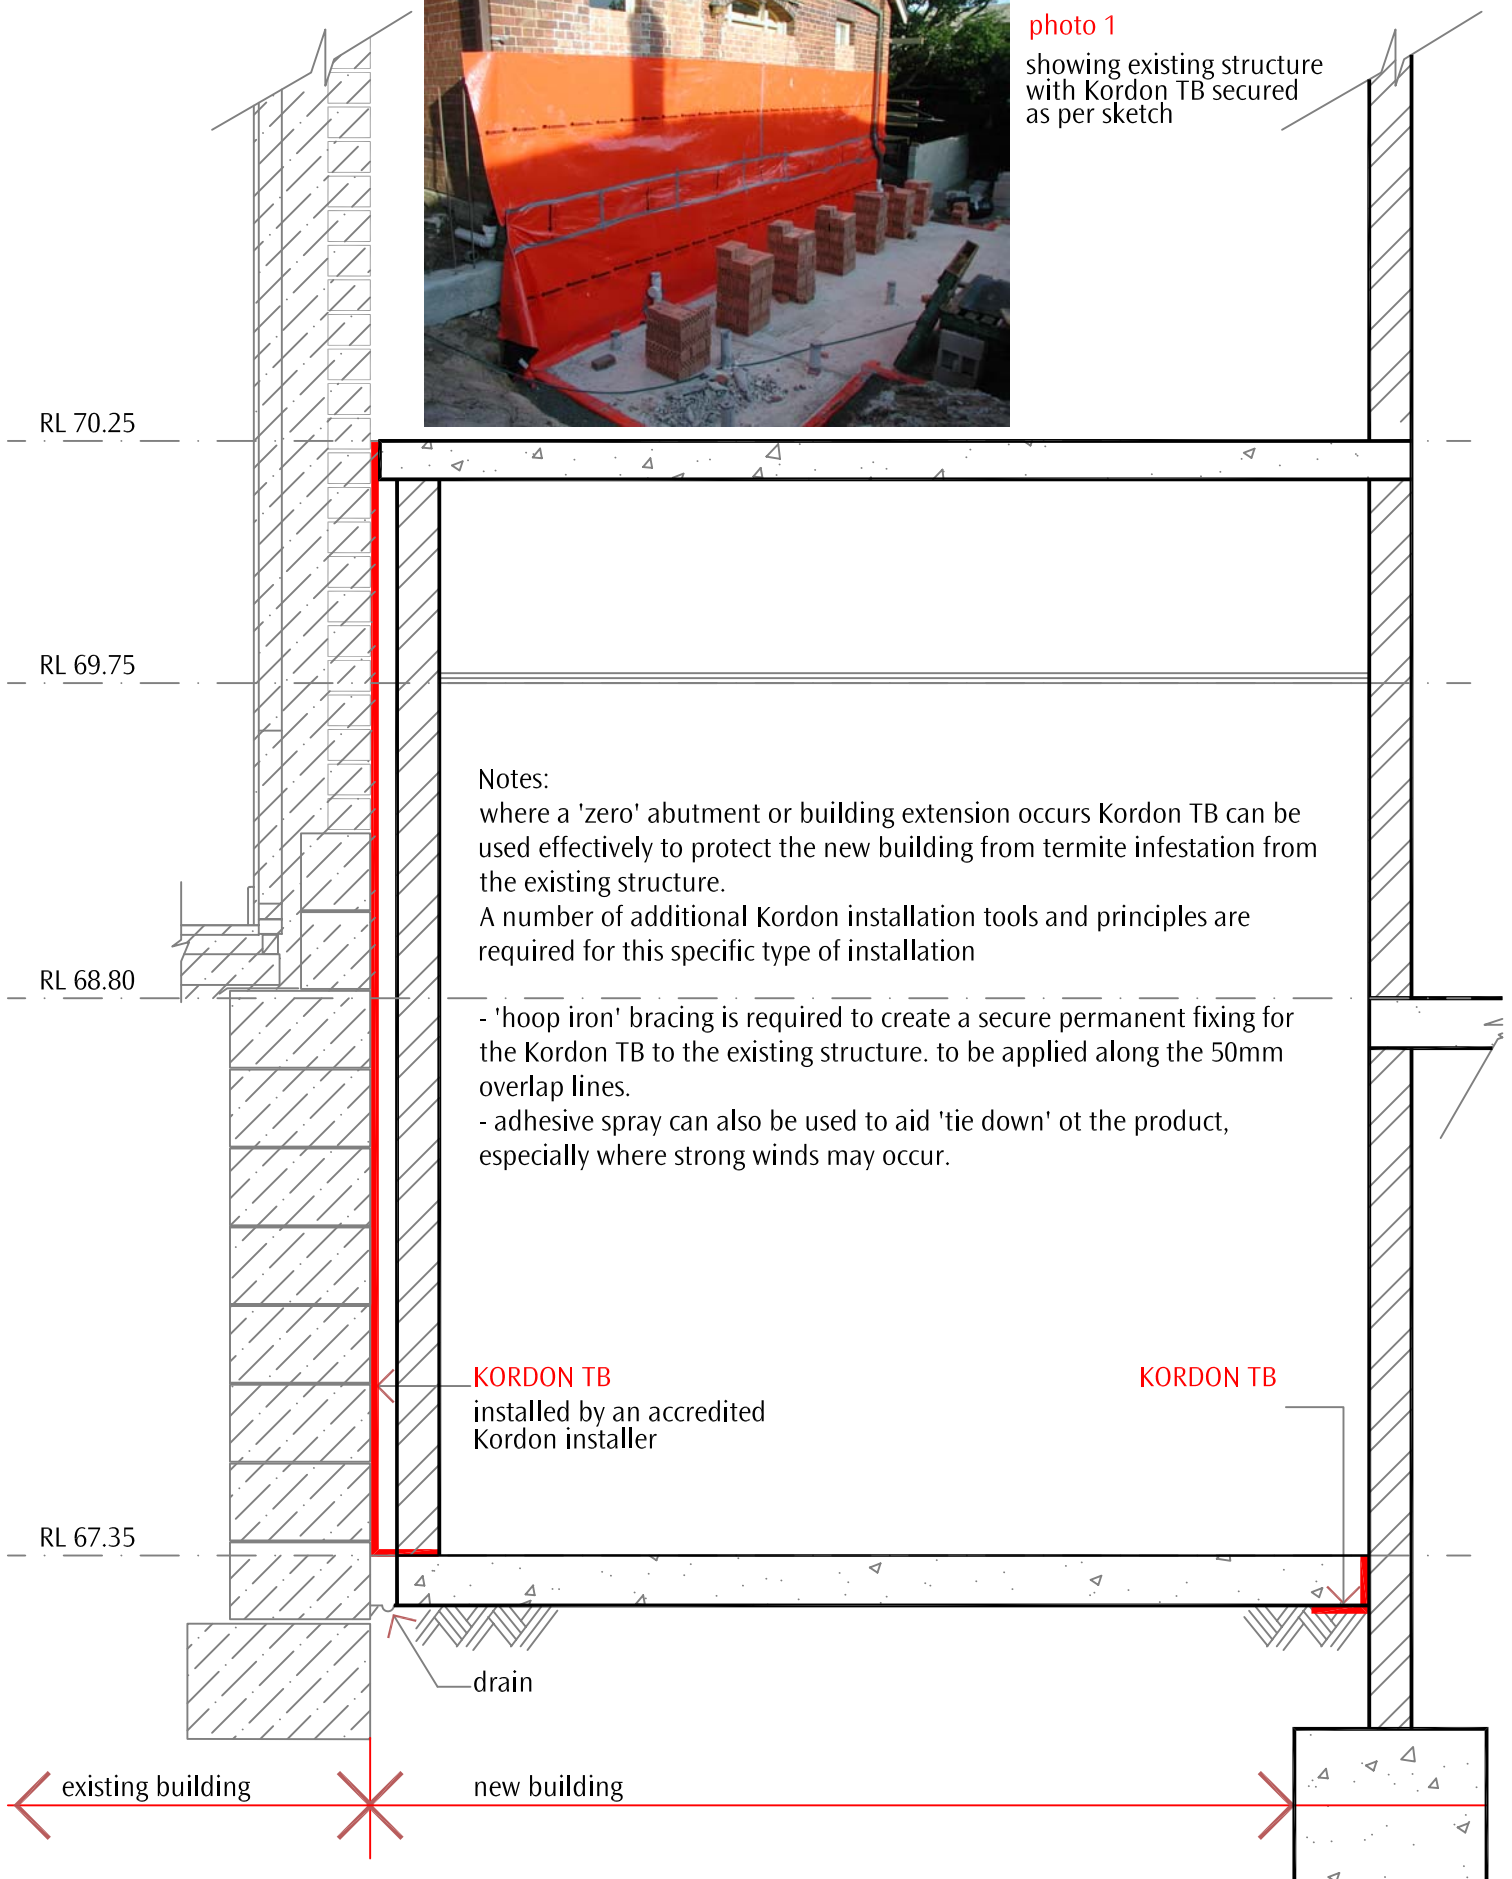 photo 1
showing existing structure
with Kordon TB secured
as per sketch
RL 70.25
RL 69.75
Notes:
where a 'zero' abutment or building extension occurs Kordon TB can be
used effectively to protect the new building from termite infestation from
the existing structure.
A number of additional Kordon installation tools and principles are
required for this specific type of installation
RL 68.80
- 'hoop iron' bracing is required to create a secure permanent fixing for
the Kordon TB to the existing structure. to be applied along the 50mm
overlap lines.
- adhesive spray can also be used to aid 'tie down' ot the product,
especially where strong winds may occur.
KORDON TB
installed by an accredited
Kordon installer
KORDON TB
RL 67.35
drain
existing building
new building